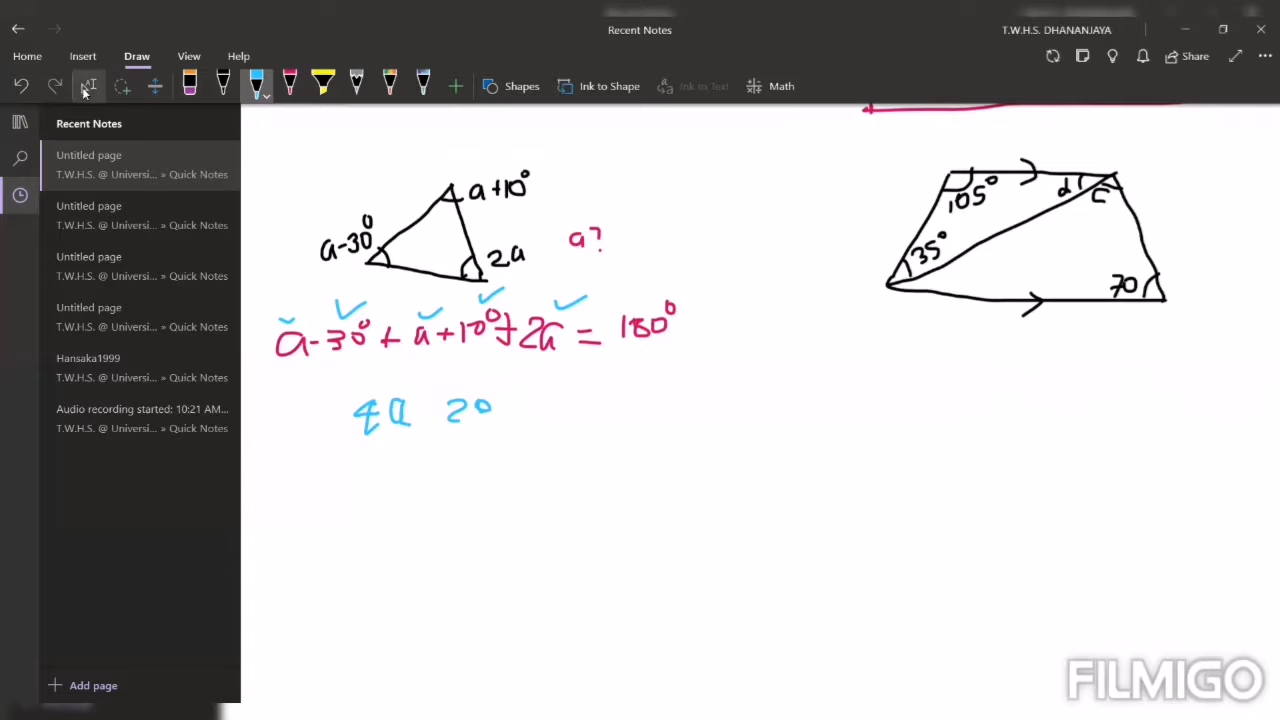 Recent Notes
T.W.H.S. DHANANJAYA
Home Insert Draw View Help
Share
Shapes
Ink to Shape
Ink to Text
Math
Recent Notes
Untitled page
T.W.H.S. @ Universi... » Quick Notes
Untitled page
T.W.H.S. @ Universi... » Quick Notes
Untitled page
T.W.H.S. @ Universi... » Quick Notes
Untitled page
T.W.H.S. @ Universi... » Quick Notes
Hansaka1999
T.W.H.S. @ Universi... » Quick Notes
Audio recording started: 10:21 AM...
T.W.H.S. @ Universi... » Quick Notes
Add page
a+10°
a-30°
2a
a?
a-30°+a+10°+2a=180°
4a 20
105°
d
c
35°
70
FILMIGO